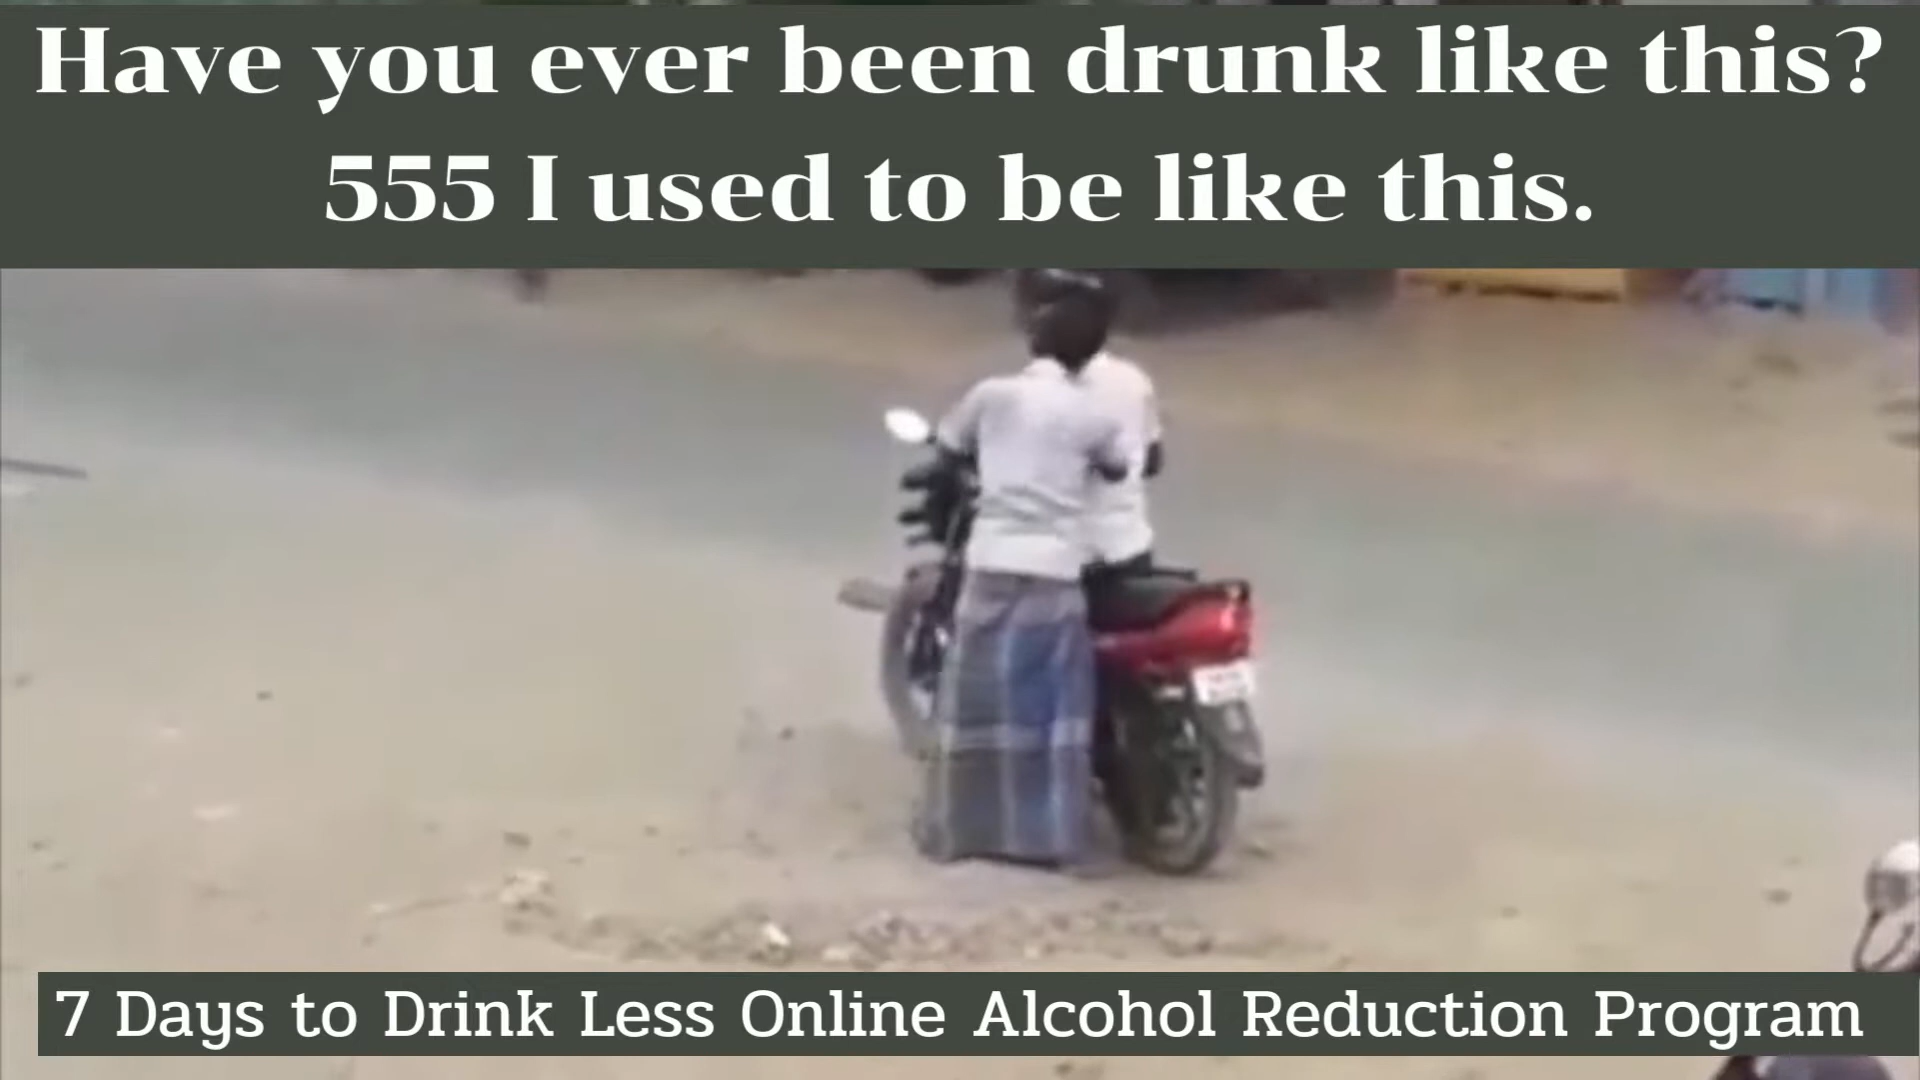 Have you ever been drunk like this?
555 I used to be like this.
7 Days to Drink Less Online Alcohol Reduction Program